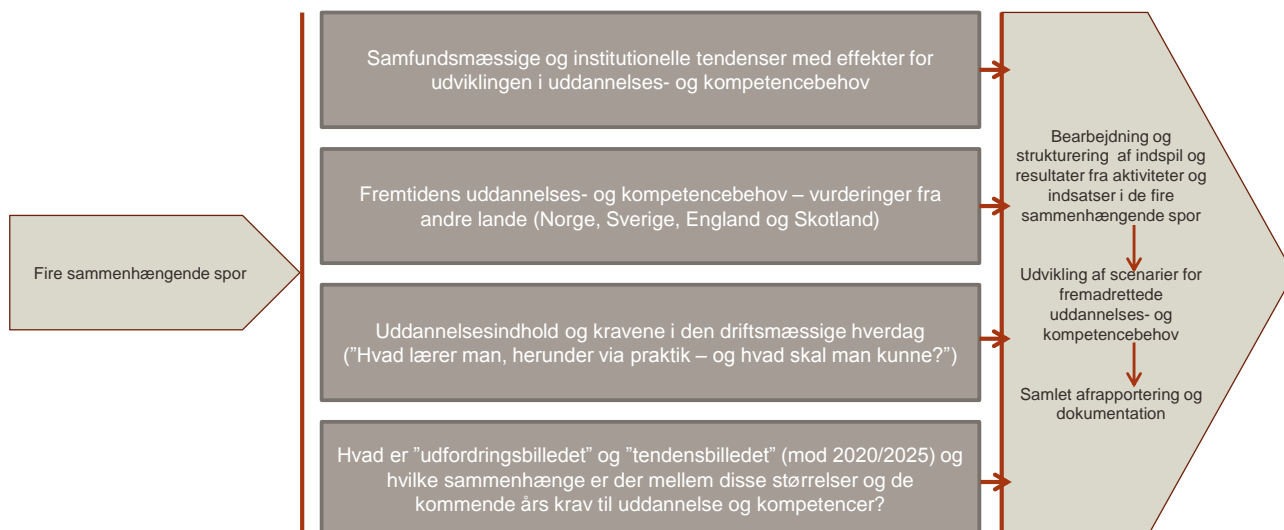 Fire sammenhængende spor
Samfundsmæssige og institutionelle tendenser med effekter for
udviklingen i uddannelses- og kompetencebehov
Fremtidens uddannelses- og kompetencebehov – vurderinger fra
andre lande (Norge, Sverige, England og Skotland)
Uddannelsesindhold og kravene i den driftsmæssige hverdag
(”Hvad lærer man, herunder via praktik – og hvad skal man kunne?”)
Hvad er ”udfordringsbilledet” og ”tendensbilledet” (mod 2020/2025) og
hvilke sammenhænge er der mellem disse størrelser og de
kommende års krav til uddannelse og kompetencer?
Bearbejdning og
strukturering af indspil og
resultater fra aktiviteter og
indsatser i de fire
sammenhængende spor
Udvikling af scenarier for
fremadrettede
uddannelses- og
kompetencebehov
Samlet afrapportering og
dokumentation